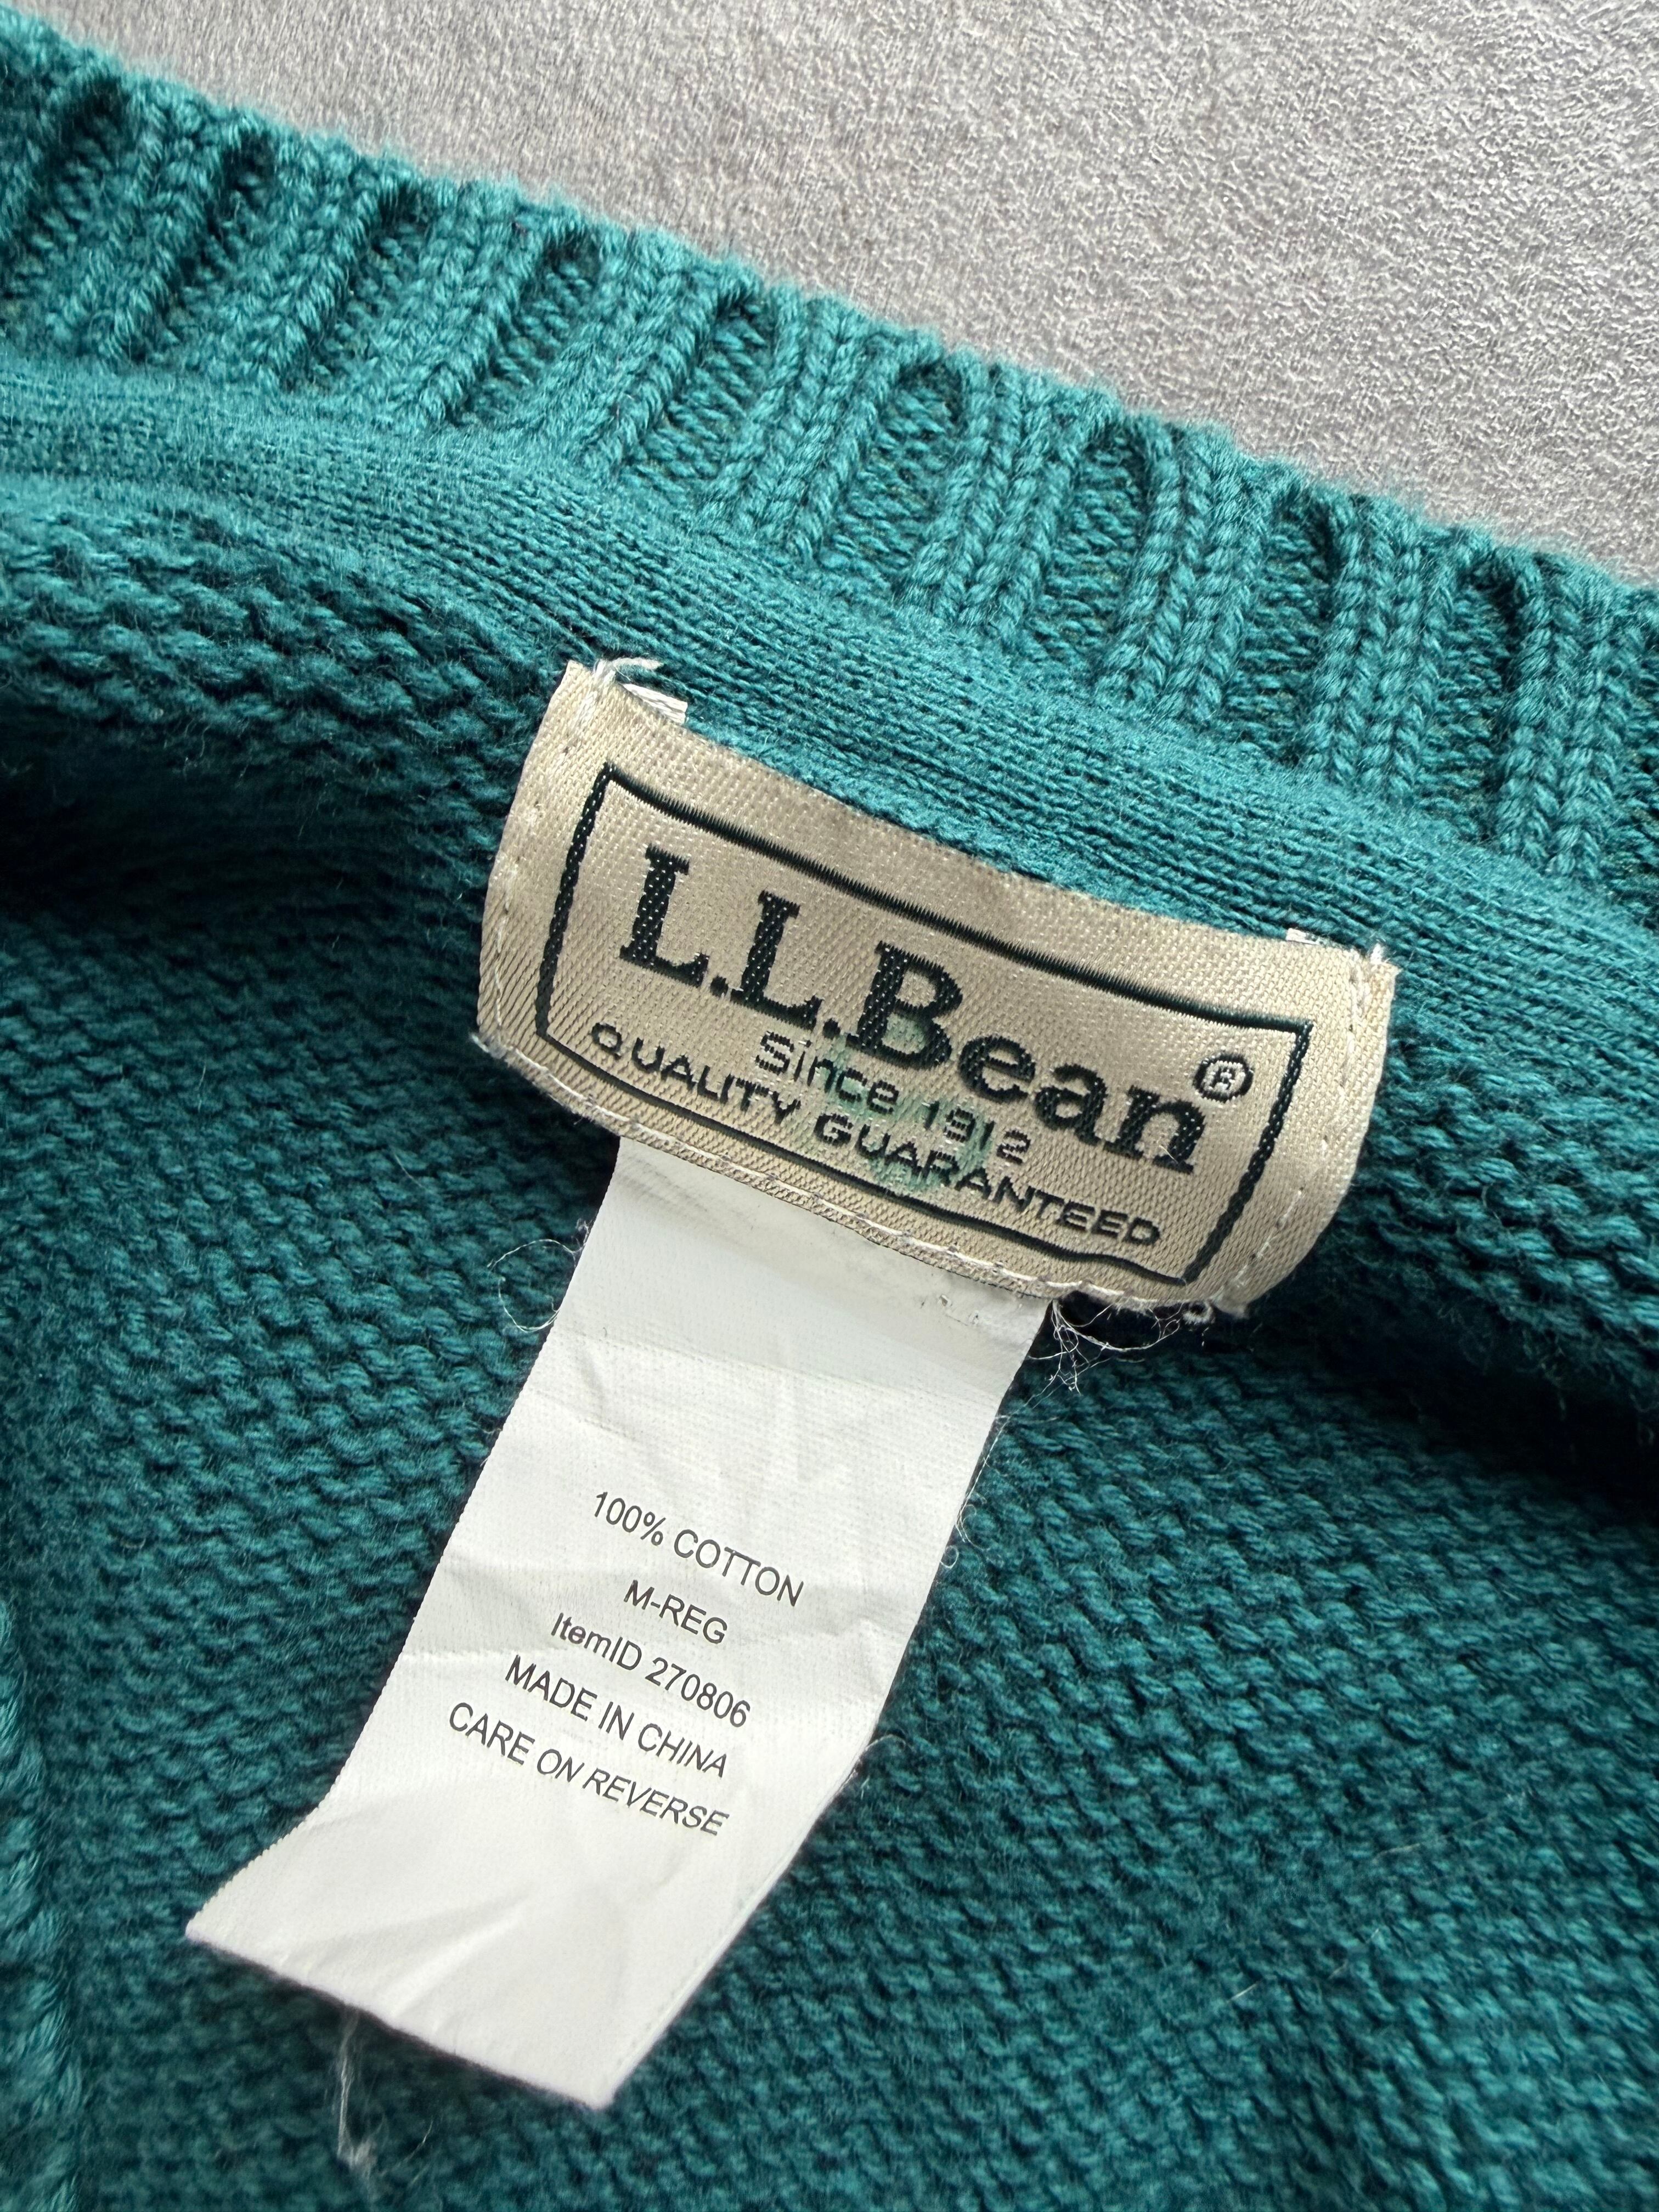 L.L.Bean®
Since 1912
QUALITY GUARANTEED
100% COTTON
M-REG
ItemID 270806
MADE IN CHINA
CARE ON REVERSE